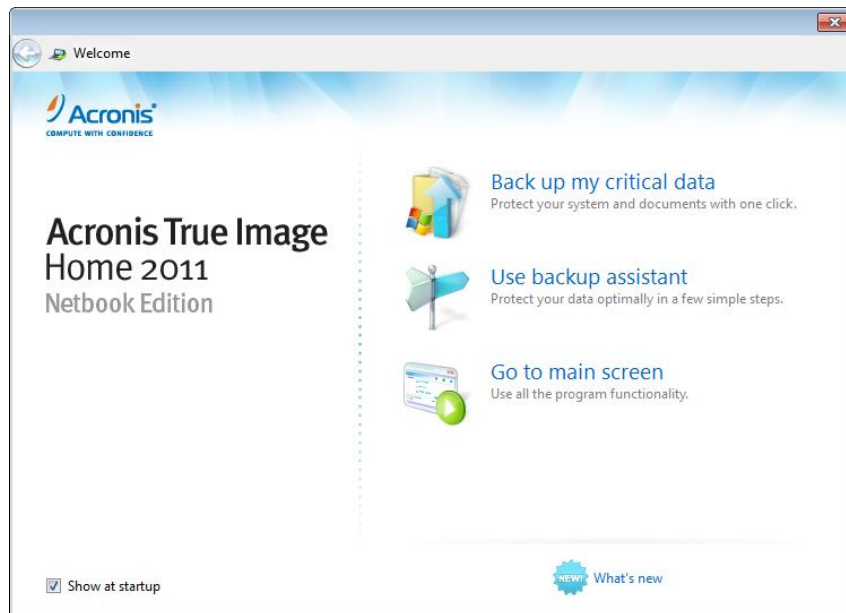 Welcome
Acronis
COMPUTE WITH CONFIDENCE
Acronis True Image
Home 2011
Netbook Edition
Back up my critical data
Protect your system and documents with one click.
Use backup assistant
Protect your data optimally in a few simple steps.
Go to main screen
Use all the program functionality.
Show at startup
NEW!
What's new